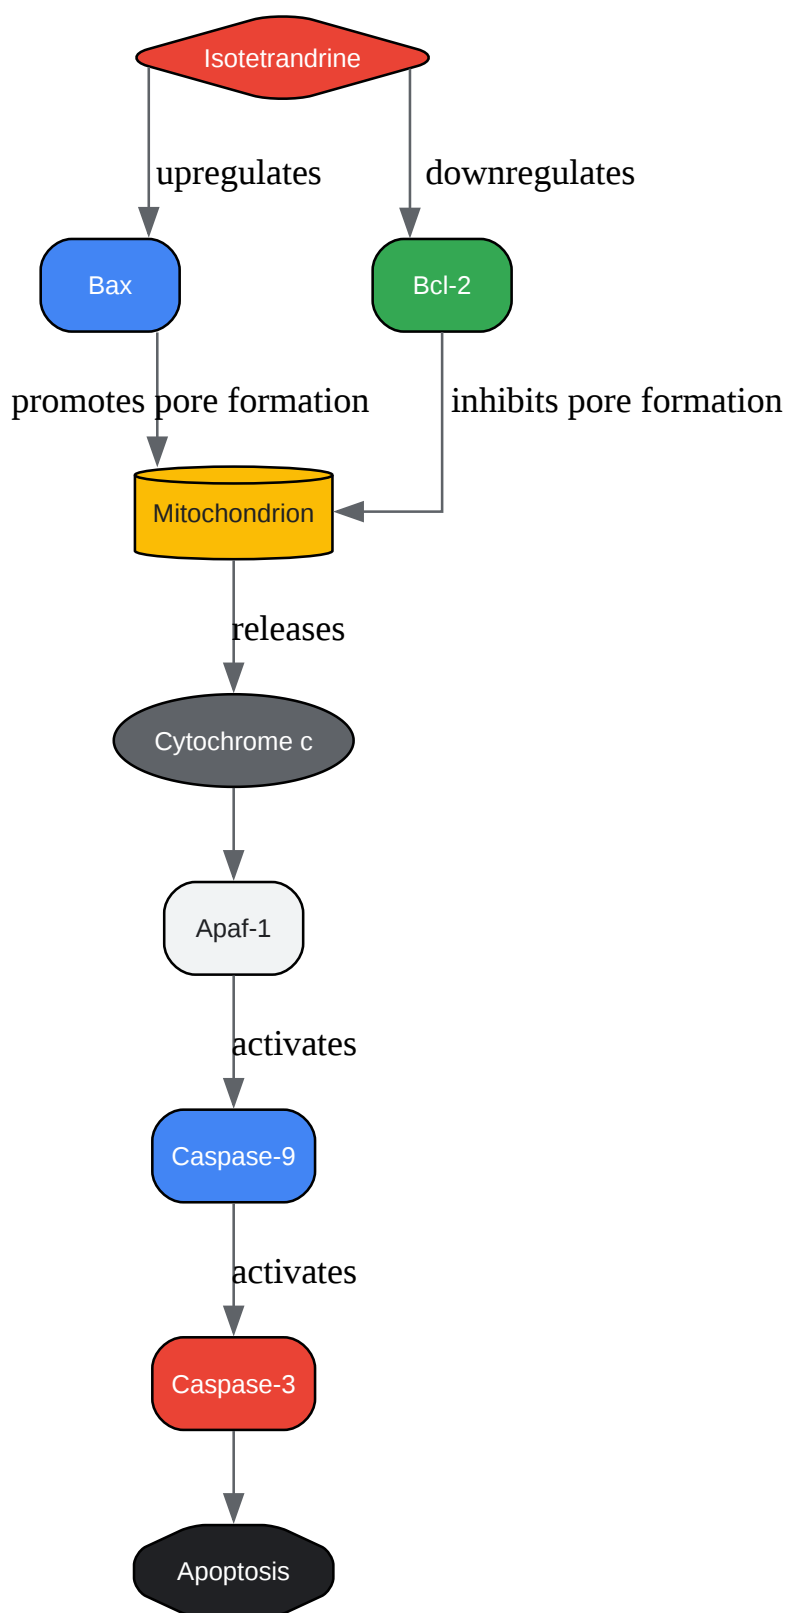 Isotetrandrine
upregulates
downregulates
Bax
Bcl-2
promotes pore formation
inhibits pore formation
Mitochondrion
releases
Cytochrome c
Apaf-1
activates
Caspase-9
activates
Caspase-3
Apoptosis